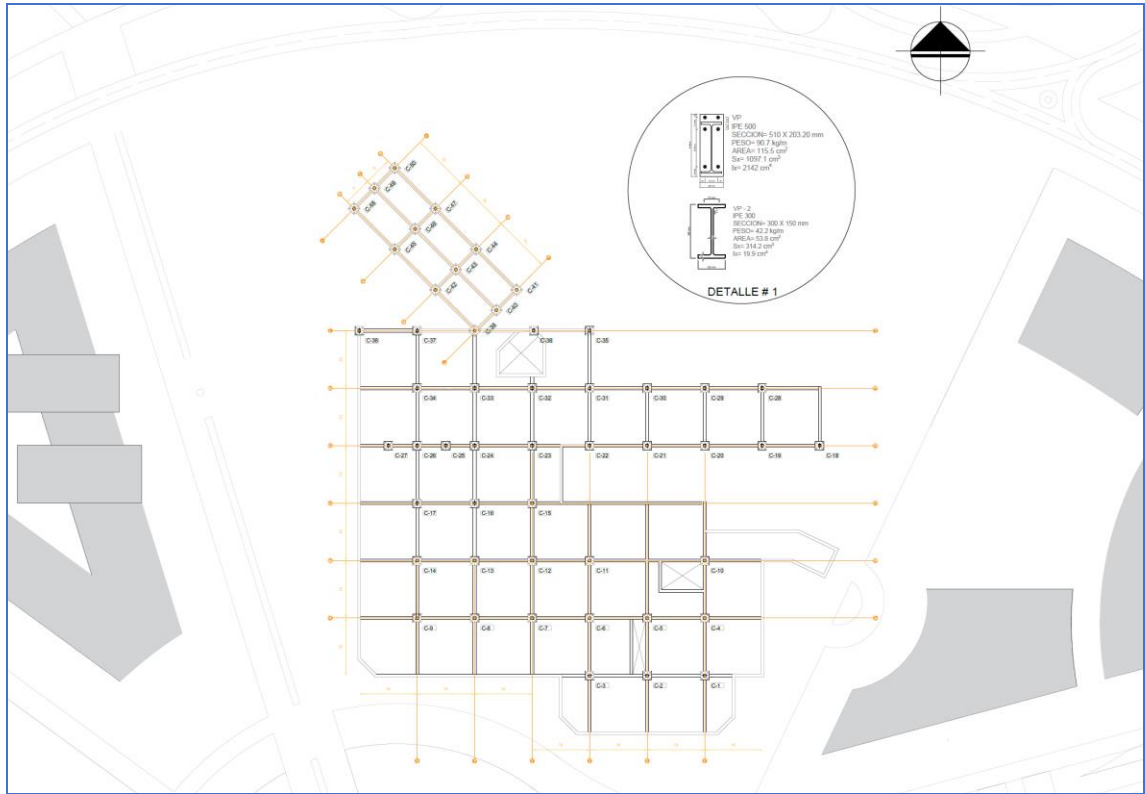 VP
IPE 500
SECCION= 510 X 203.20 mm
PESO= 90.7 kg/m
AREA= 115.5 cm²
Sx= 1097.1 cm³
Ix= 2142 cm⁴
VP - 2
IPE 300
SECCION= 300 X 150 mm
PESO= 42.2 kg/m
AREA= 53.8 cm²
Sx= 314.2 cm³
Ix= 19.9 cm⁴
DETALLE # 1
C-50
C-49
C-48
C-47
C-46
C-45
C-44
C-43
C-42
C-41
C-40
C-39
C-37
C-35
C-34
C-33
C-32
C-31
C-30
C-29
C-28
C-27
C-26
C-25
C-24
C-23
C-22
C-21
C-20
C-19
C-18
C-17
C-16
C-15
C-14
C-13
C-12
C-11
C-10
C-9
C-8
C-7
C-6
C-5
C-4
C-3
C-2
C-1